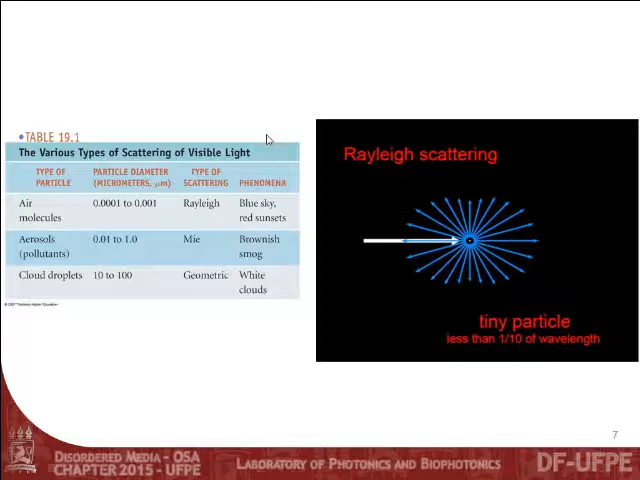 •TABLE 19.1
The Various Types of Scattering of Visible Light
TYPE OF PARTICLE PARTICLE DIAMETER (MICROMETERS, μm) TYPE OF SCATTERING PHENOMENA
Air molecules 0.0001 to 0.001 Rayleigh Blue sky, red sunsets
Aerosols (pollutants) 0.01 to 1.0 Mie Brownish smog
Cloud droplets 10 to 100 Geometric White clouds
© 2007 Thomson Higher Education
Rayleigh scattering
tiny particle
less than 1/10 of wavelength
7
DISORDERED MEDIA - OSA
CHAPTER 2015 - UFPE
LABORATORY OF PHOTONICS AND BIOPHOTONICS
DF-UFPE